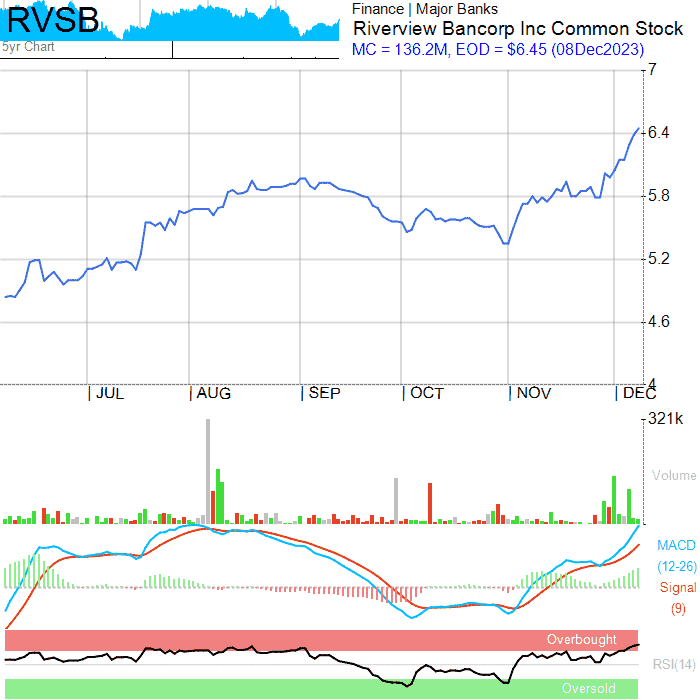 RVSB
5yr Chart
Finance | Major Banks
Riverview Bancorp Inc Common Stock
MC = 136.2M, EOD = $6.45 (08Dec2023)
7
6.4
5.8
5.2
4.6
4
JUL AUG SEP OCT NOV DEC
321k
Volume
MACD
(12-26)
Signal
(9)
Overbought
RSI(14)
Oversold